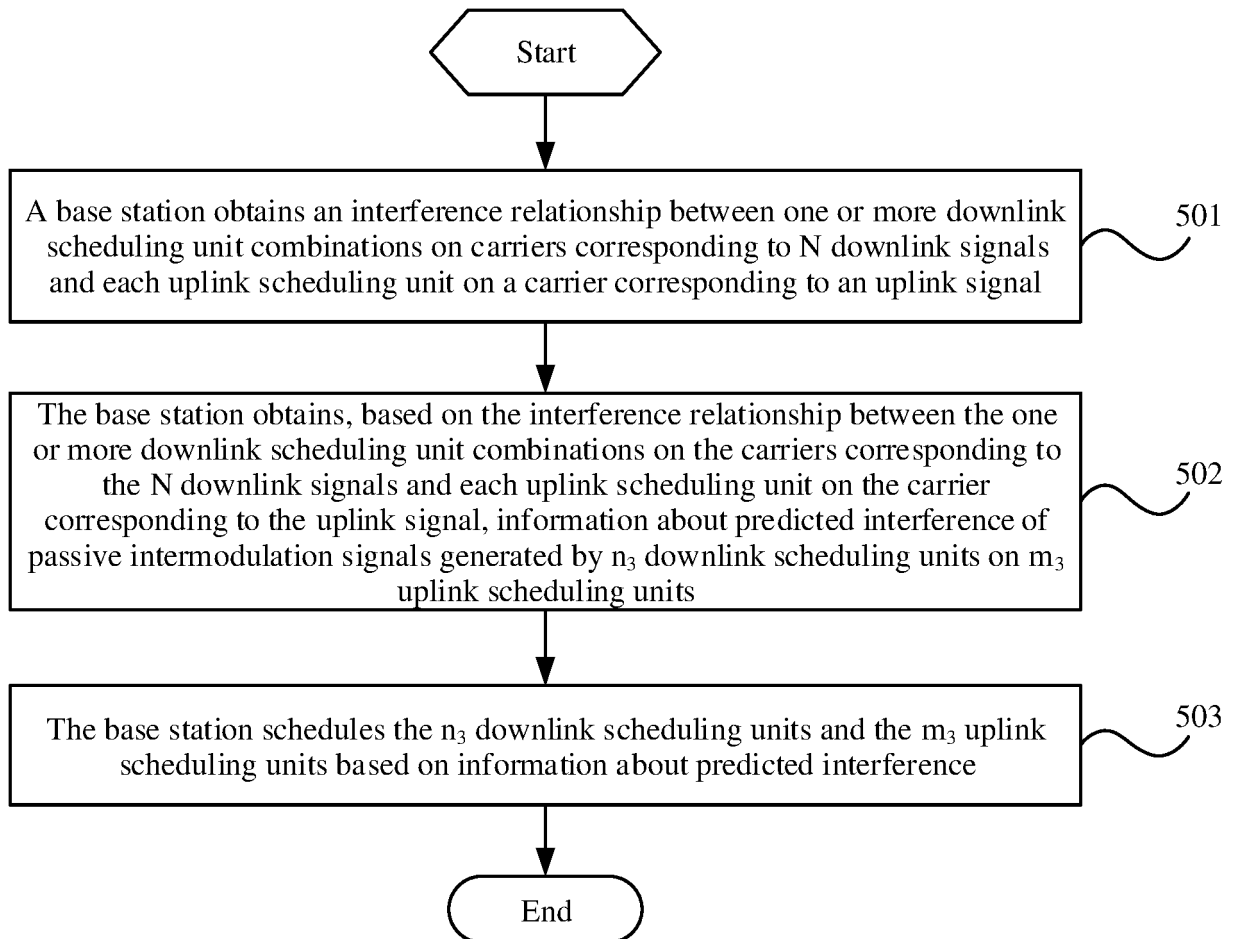 Start
A base station obtains an interference relationship between one or more downlink
scheduling unit combinations on carriers corresponding to N downlink signals
and each uplink scheduling unit on a carrier corresponding to an uplink signal
501
The base station obtains, based on the interference relationship between the one
or more downlink scheduling unit combinations on the carriers corresponding to
the N downlink signals and each uplink scheduling unit on the carrier
corresponding to the uplink signal, information about predicted interference of
passive intermodulation signals generated by n₃ downlink scheduling units on m₃
uplink scheduling units
502
The base station schedules the n₃ downlink scheduling units and the m₃ uplink
scheduling units based on information about predicted interference
503
End